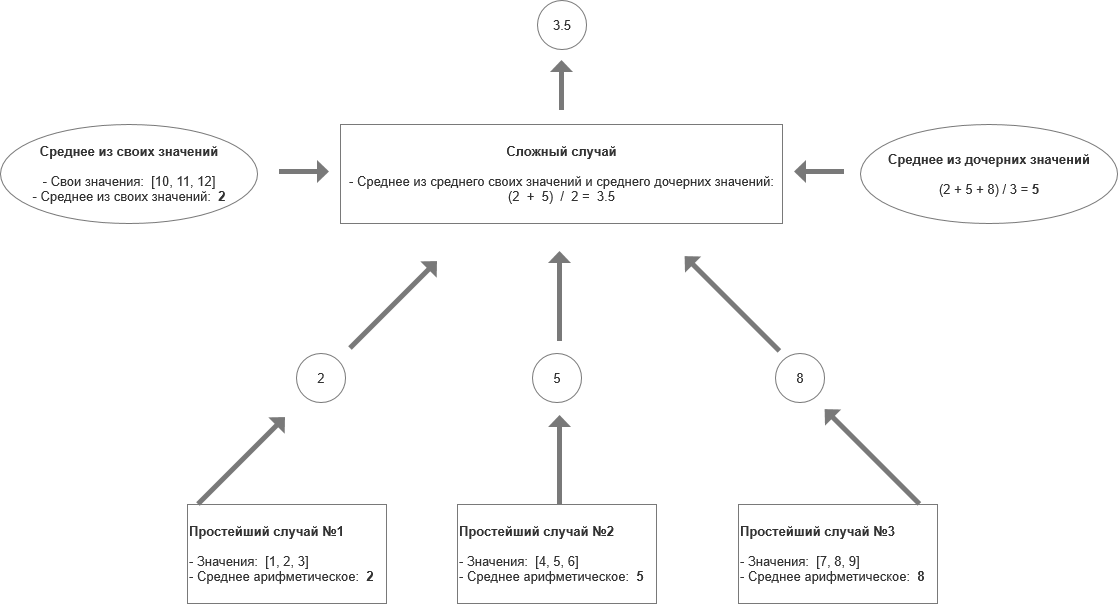 3.5
Среднее из своих значений
- Свои значения:  [10, 11, 12]
- Среднее из своих значений:  2
Сложный случай
- Среднее из среднего своих значений и среднего дочерних значений:
(2  +  5)  /  2 =  3.5
Среднее из дочерних значений
(2 + 5 + 8) / 3 = 5
2
5
8
Простейший случай №1
- Значения:  [1, 2, 3]
- Среднее арифметическое:  2
Простейший случай №2
- Значения:  [4, 5, 6]
- Среднее арифметическое:  5
Простейший случай №3
- Значения:  [7, 8, 9]
- Среднее арифметическое:  8